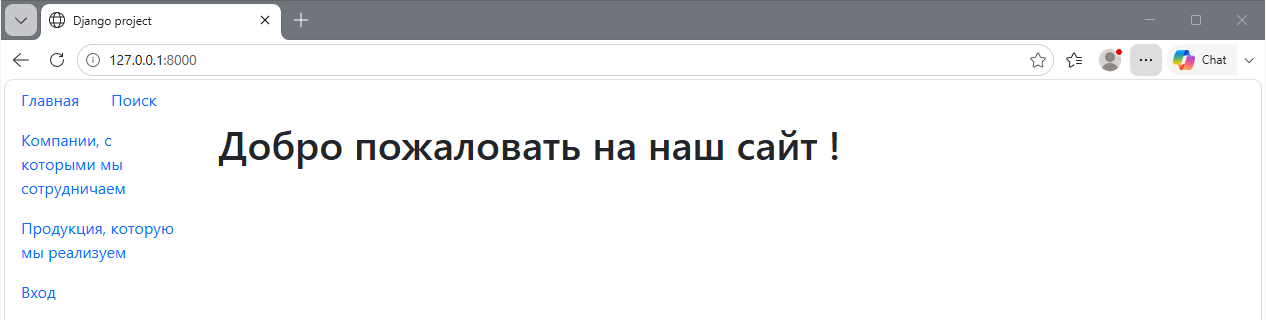 Django project
127.0.0.1:8000
Chat
Главная Поиск
Компании, с
которыми мы
сотрудничаем
Добро пожаловать на наш сайт !
Продукция, которую
мы реализуем
Вход